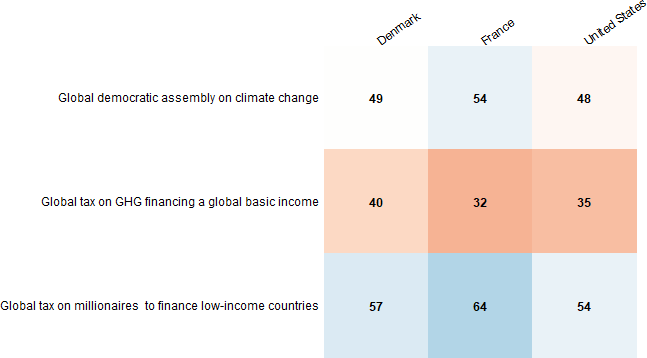 Denmark France United States
Global democratic assembly on climate change 49 54 48
Global tax on GHG financing a global basic income 40 32 35
Global tax on millionaires to finance low-income countries 57 64 54